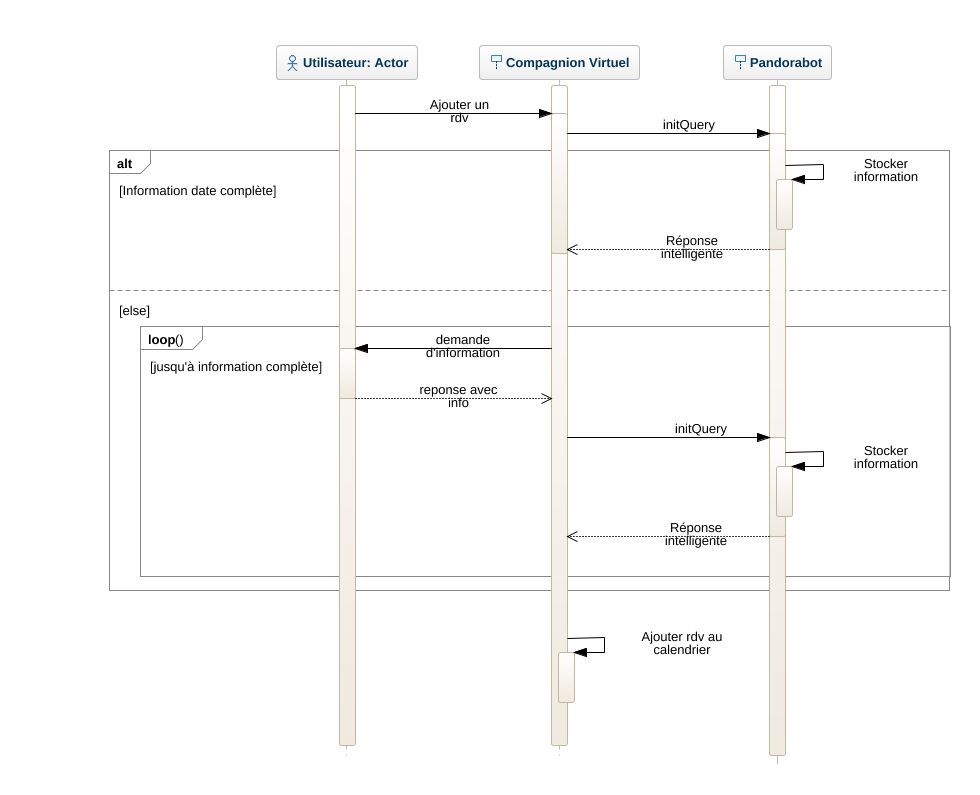 Utilisateur: Actor
Compagnion Virtuel
Pandorabot
Ajouter un
rdv
initQuery
alt
[Information date complète]
Stocker
information
Réponse
intelligente
[else]
loop()
[jusqu'à information complète]
demande
d'information
reponse avec
info
initQuery
Stocker
information
Réponse
intelligente
Ajouter rdv au
calendrier